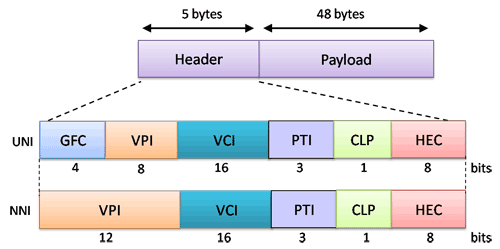 5 bytes 48 bytes
Header Payload
UNI GFC VPI VCI PTI CLP HEC
4 8 16 3 1 8 bits
NNI VPI VCI PTI CLP HEC
12 16 3 1 8 bits